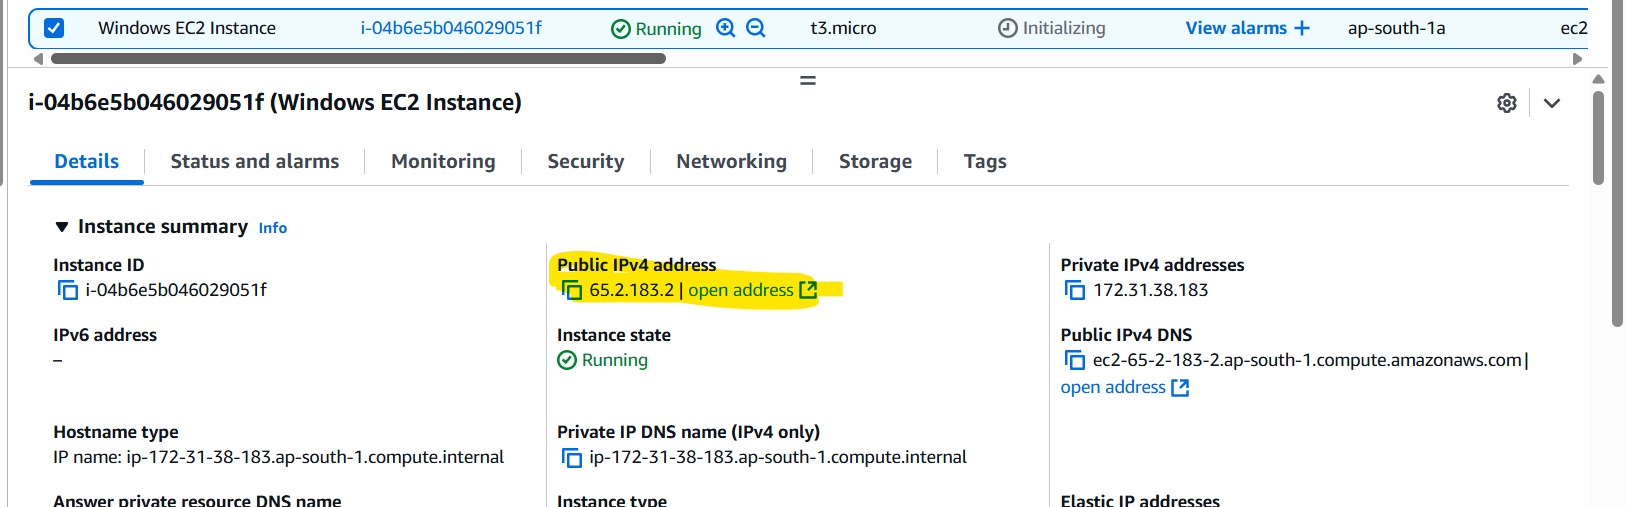 Windows EC2 Instance i-04b6e5b046029051f Running t3.micro Initializing View alarms + ap-south-1a ec2
i-04b6e5b046029051f (Windows EC2 Instance)
Details Status and alarms Monitoring Security Networking Storage Tags
Instance summary Info
Instance ID
i-04b6e5b046029051f
Public IPv4 address
65.2.183.2 | open address
Private IPv4 addresses
172.31.38.183
IPv6 address
–
Instance state
Running
Public IPv4 DNS
ec2-65-2-183-2.ap-south-1.compute.amazonaws.com |
open address
Hostname type
IP name: ip-172-31-38-183.ap-south-1.compute.internal
Private IP DNS name (IPv4 only)
ip-172-31-38-183.ap-south-1.compute.internal
Answer private resource DNS name
Instance type
Elastic IP addresses